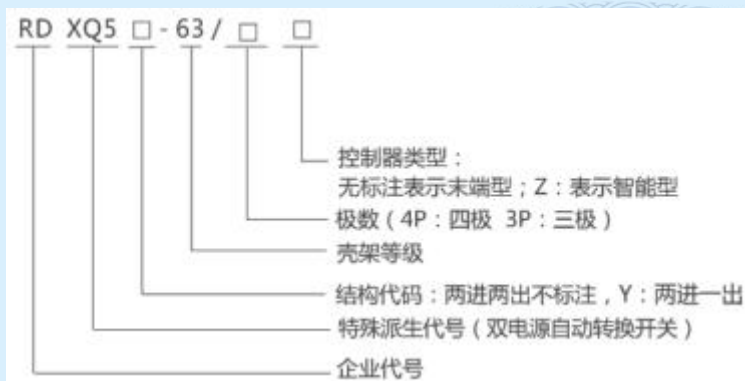 RD XQ5 □ - 63 / □ □
控制器类型：
无标注表示末端型；Z：表示智能型
极数（4P：四极 3P：三极）
壳架等级
结构代码：两进两出不标注，Y：两进一出
特殊派生代号（双电源自动转换开关）
企业代号